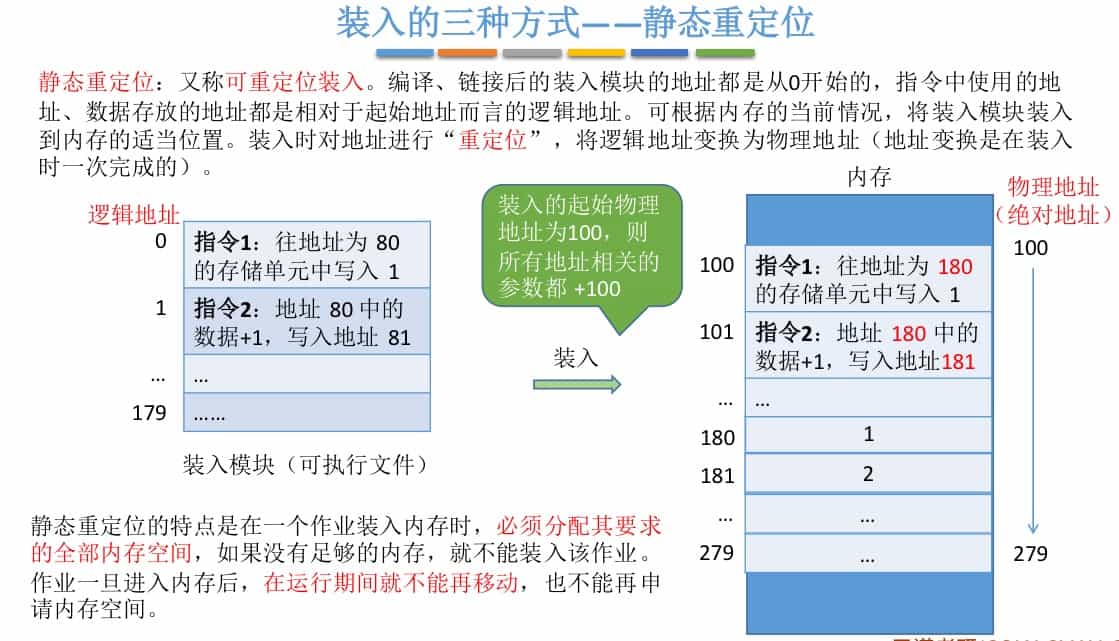 装入的三种方式——静态重定位
静态重定位：又称可重定位装入。编译、链接后的装入模块的地址都是从0开始的，指令中使用的地
址、数据存放的地址都是相对于起始地址而言的逻辑地址。可根据内存的当前情况，将装入模块装入
到内存的适当位置。装入时对地址进行“重定位”，将逻辑地址变换为物理地址（地址变换是在装入
时一次完成的）。
逻辑地址
0
指令1：往地址为 80
的存储单元中写入 1
1
指令2：地址 80 中的
数据+1，写入地址 81
...
...
179
……
装入模块（可执行文件）
装入的起始物理
地址为100，则
所有地址相关的
参数都 +100
装入
内存
物理地址
（绝对地址）
100
指令1：往地址为 180
的存储单元中写入 1
101
指令2：地址 180 中的
数据+1，写入地址181
...
...
180
1
181
2
...
...
279
...
100
279
静态重定位的特点是在一个作业装入内存时，必须分配其要求
的全部内存空间，如果没有足够的内存，就不能装入该作业。
作业一旦进入内存后，在运行期间就不能再移动，也不能再申
请内存空间。